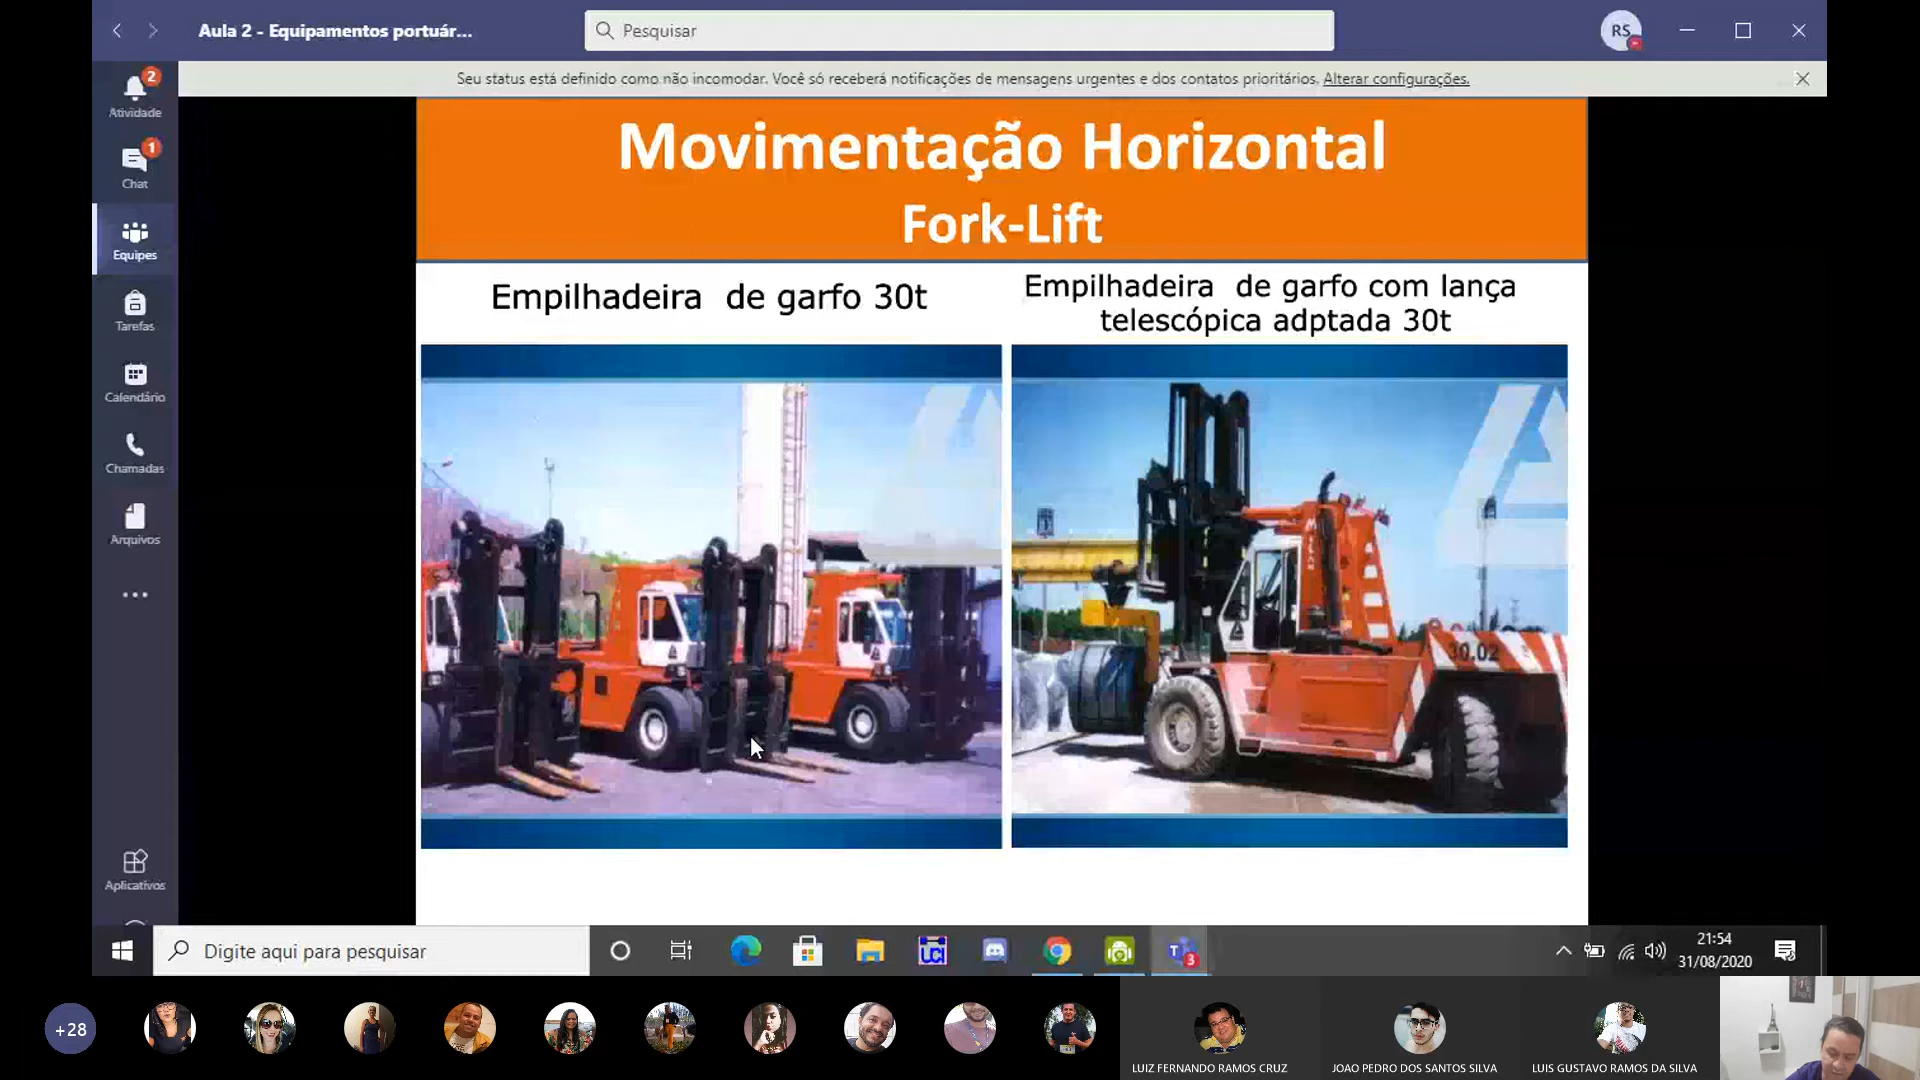 Aula 2 - Equipamentos portuár...
Pesquisar
RS
Seu status está definido como não incomodar. Você só receberá notificações de mensagens urgentes e dos contatos prioritários. Alterar configurações.
2
Atividade
1
Chat
Equipes
Tarefas
Calendário
Chamadas
Arquivos
Aplicativos
Movimentação Horizontal
Fork-Lift
Empilhadeira de garfo 30t
Empilhadeira de garfo com lança
telescópica adptada 30t
MILAN
30.02
Digite aqui para pesquisar
UCI
3
21:54
31/08/2020
+28
LUIZ FERNANDO RAMOS CRUZ
JOAO PEDRO DOS SANTOS SILVA
LUIS GUSTAVO RAMOS DA SILVA